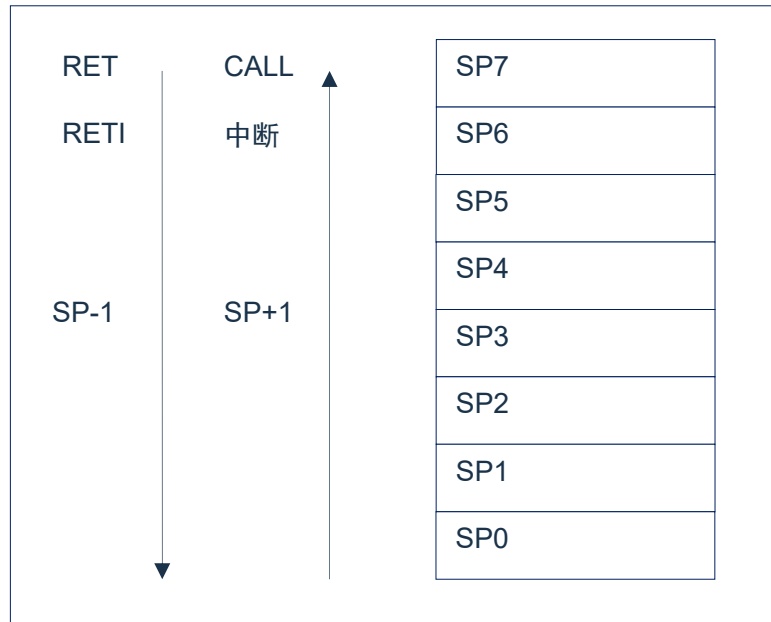 RET CALL SP7
RETI 中断 SP6
SP5
SP4
SP-1 SP+1 SP3
SP2
SP1
SP0